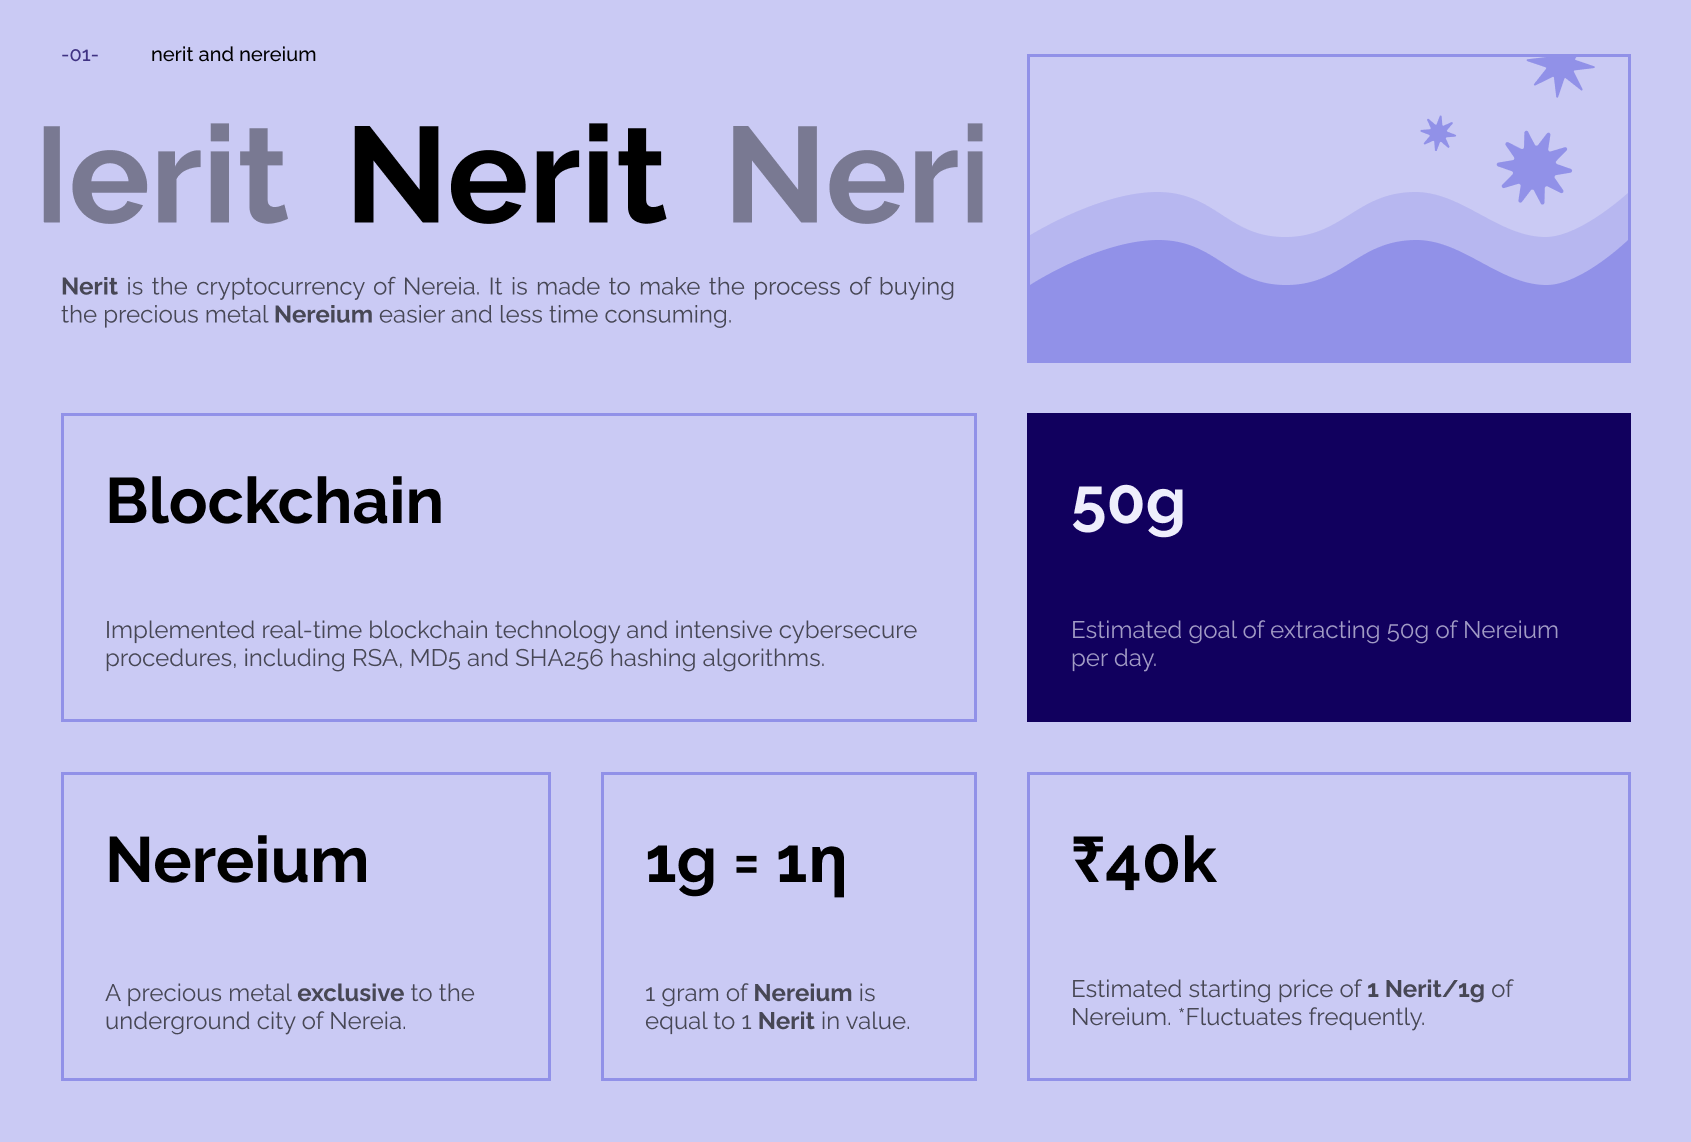 -01- nerit and nereium
lerit Nerit Neri
Nerit is the cryptocurrency of Nereia. It is made to make the process of buying
the precious metal Nereium easier and less time consuming.
Blockchain
Implemented real-time blockchain technology and intensive cybersecure
procedures, including RSA, MD5 and SHA256 hashing algorithms.
50g
Estimated goal of extracting 50g of Nereium
per day.
Nereium
A precious metal exclusive to the
underground city of Nereia.
1g = 1η
1 gram of Nereium is
equal to 1 Nerit in value.
₹40k
Estimated starting price of 1 Nerit/1g of
Nereium. *Fluctuates frequently.